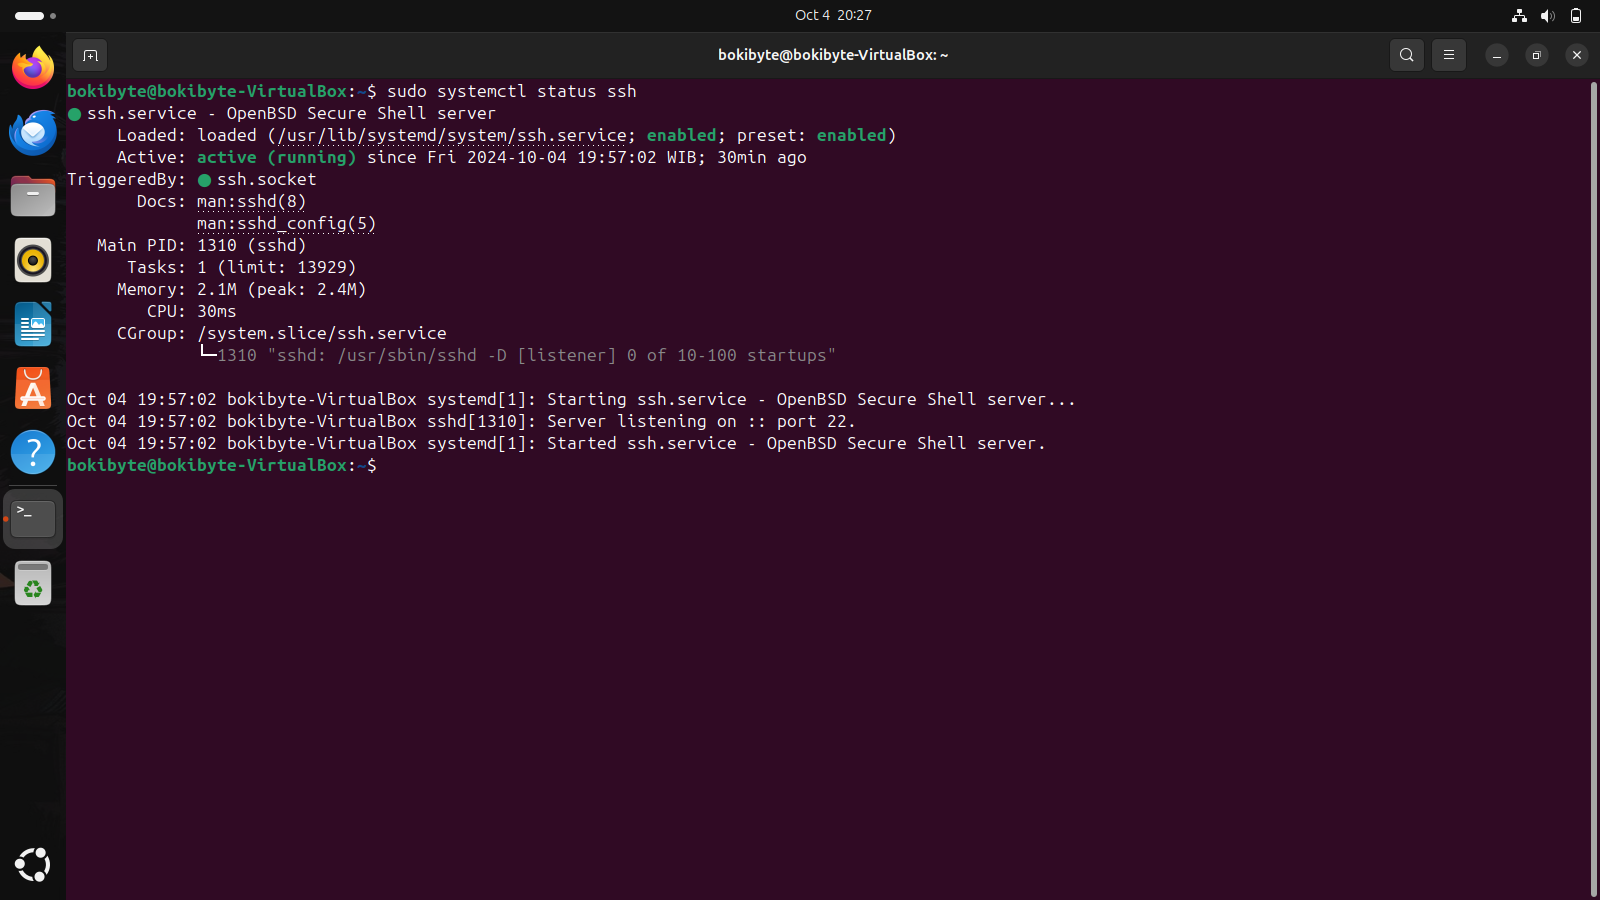 Oct 4 20:27
bokibyte@bokibyte-VirtualBox: ~
bokibyte@bokibyte-VirtualBox:~$ sudo systemctl status ssh
● ssh.service - OpenBSD Secure Shell server
Loaded: loaded (/usr/lib/systemd/system/ssh.service; enabled; preset: enabled)
Active: active (running) since Fri 2024-10-04 19:57:02 WIB; 30min ago
TriggeredBy: ● ssh.socket
Docs: man:sshd(8)
man:sshd_config(5)
Main PID: 1310 (sshd)
Tasks: 1 (limit: 13929)
Memory: 2.1M (peak: 2.4M)
CPU: 30ms
CGroup: /system.slice/ssh.service
└─1310 "sshd: /usr/sbin/sshd -D [listener] 0 of 10-100 startups"
Oct 04 19:57:02 bokibyte-VirtualBox systemd[1]: Starting ssh.service - OpenBSD Secure Shell server...
Oct 04 19:57:02 bokibyte-VirtualBox sshd[1310]: Server listening on :: port 22.
Oct 04 19:57:02 bokibyte-VirtualBox systemd[1]: Started ssh.service - OpenBSD Secure Shell server.
bokibyte@bokibyte-VirtualBox:~$